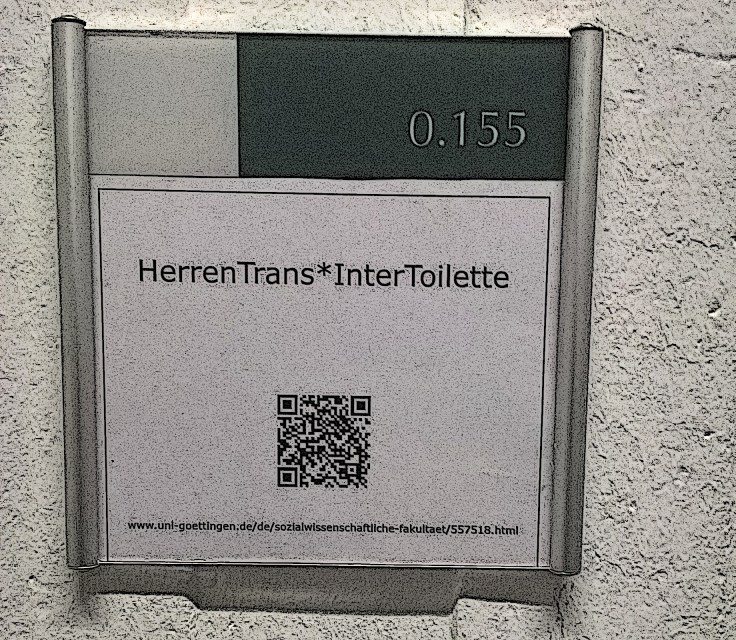 0.155
HerrenTrans*InterToilette
www.uni-goettingen.de/de/sozialwissenschaftliche-fakultaet/557518.html